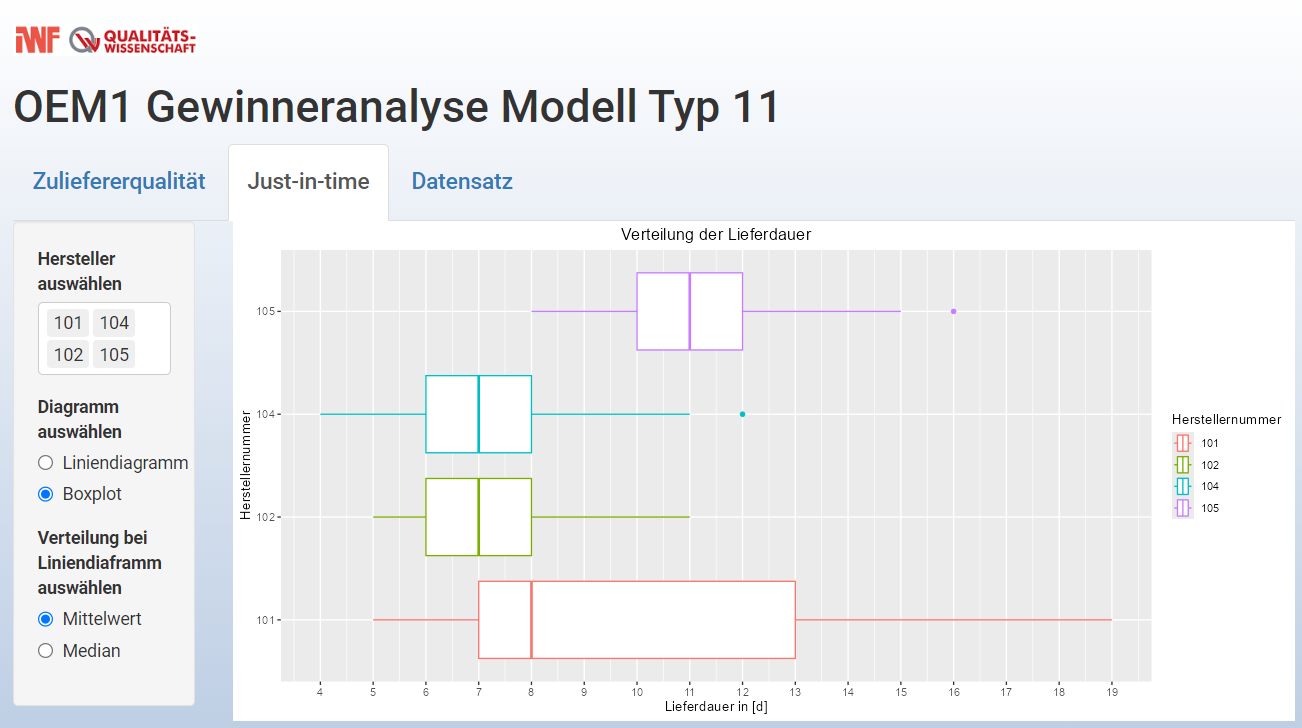 iWF QUALITÄTS-
WISSENSCHAFT
OEM1 Gewinneranalyse Modell Typ 11
Zuliefererqualität Just-in-time Datensatz
Hersteller
auswählen
101 104
102 105
Diagramm
auswählen
Liniendiagramm
Boxplot
Verteilung bei
Liniendiaframm
auswählen
Mittelwert
Median
Verteilung der Lieferdauer
Herstellernummer
105
104
102
101
4 5 6 7 8 9 10 11 12 13 14 15 16 17 18 19
Lieferdauer in [d]
Herstellernummer
101
102
104
105